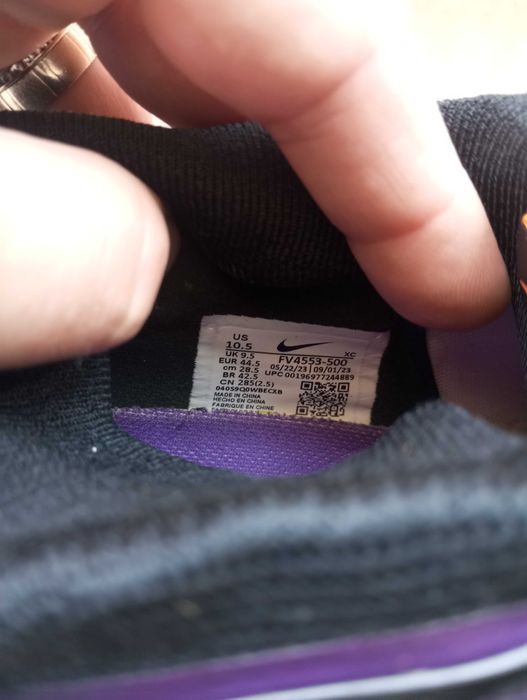 US
10.5
UK 9.5
EUR 44.5
cm 28.5
BR 42.5
CN 285(2.5)
04059Q0WBECXB
MADE IN CHINA
HECHO EN CHINA
FABRIQUE EN CHINE
XC
FV4553-500
05/22/23 | 09/01/23
UPC 00196977244889